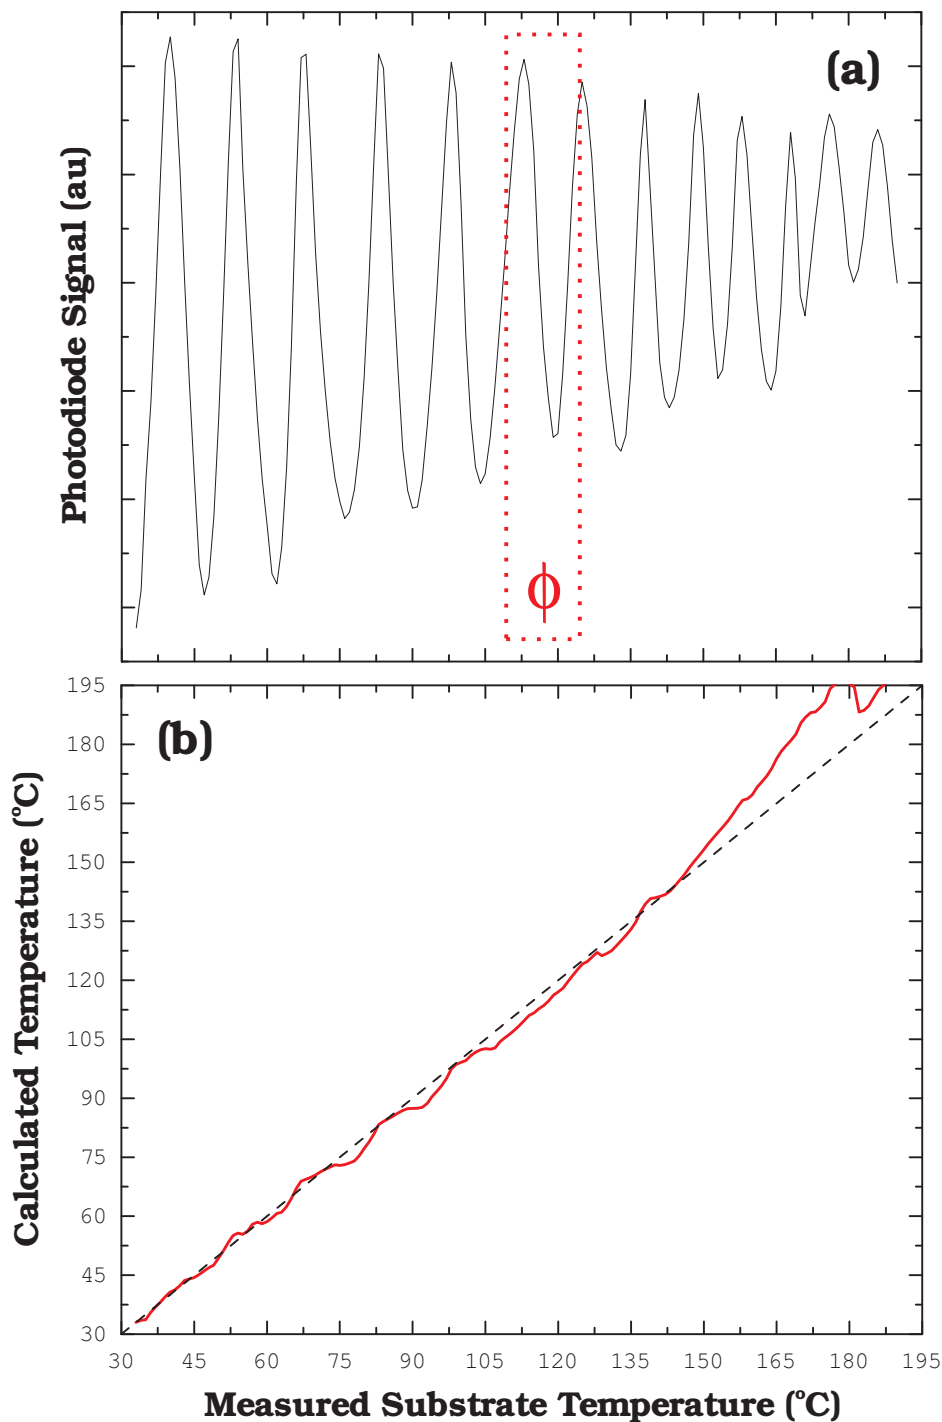 (a)
Photodiode Signal (au)
ϕ
(b)
Calculated Temperature (°C)
195
180
165
150
135
120
105
90
75
60
45
30
30 45 60 75 90 105 120 135 150 165 180 195
Measured Substrate Temperature (°C)